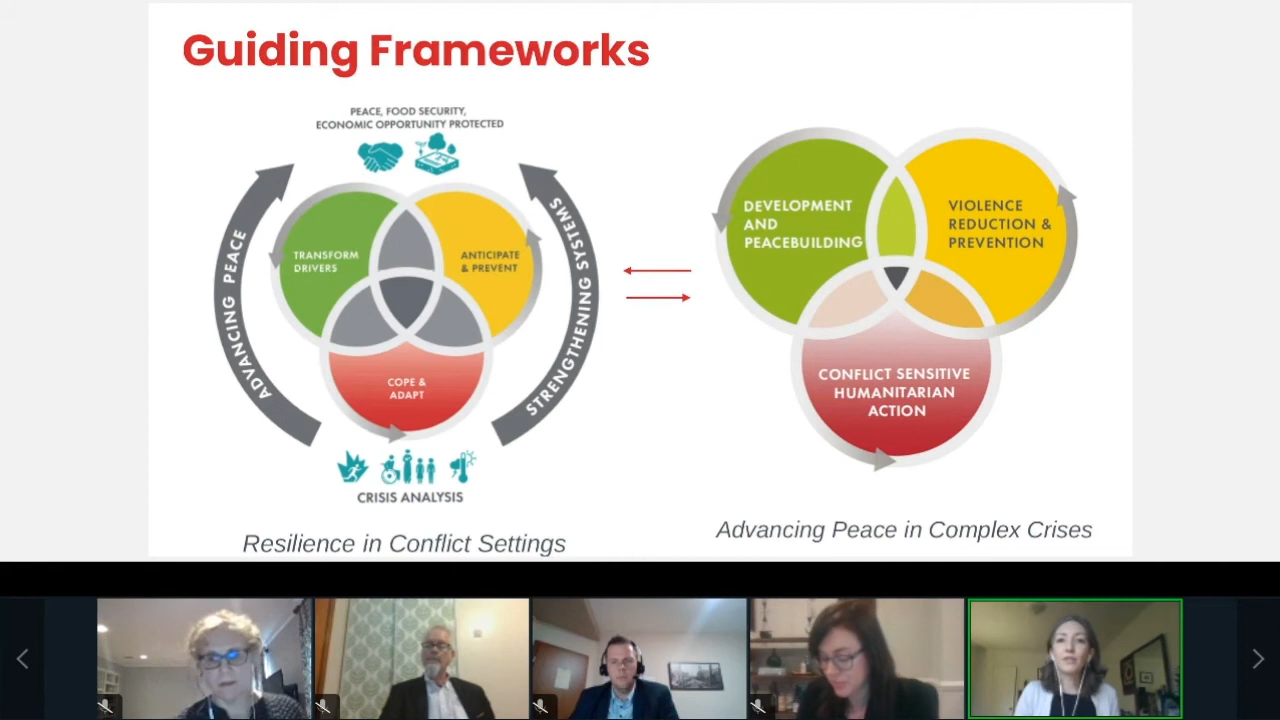 Guiding Frameworks
PEACE, FOOD SECURITY,
ECONOMIC OPPORTUNITY PROTECTED
ADVANCING PEACE
STRENGTHENING SYSTEMS
TRANSFORM
DRIVERS
ANTICIPATE
& PREVENT
COPE &
ADAPT
CRISIS ANALYSIS
Resilience in Conflict Settings
DEVELOPMENT
AND
PEACEBUILDING
VIOLENCE
REDUCTION &
PREVENTION
CONFLICT SENSITIVE
HUMANITARIAN
ACTION
Advancing Peace in Complex Crises